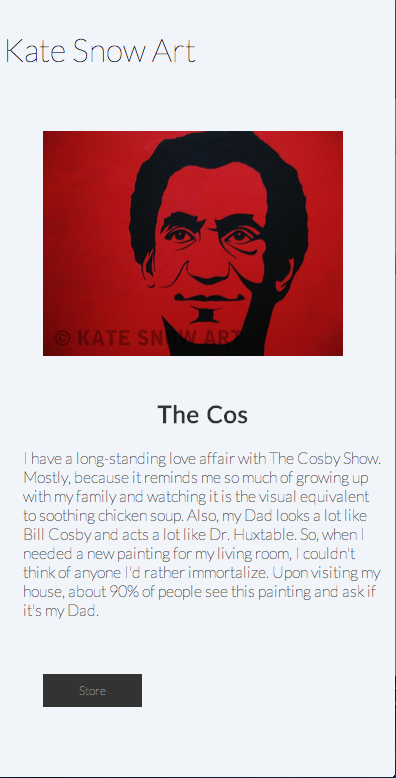 Kate Snow Art
© KATE SNOW ART
The Cos
I have a long-standing love affair with The Cosby Show.
Mostly, because it reminds me so much of growing up
with my family and watching it is the visual equivalent
to soothing chicken soup. Also, my Dad looks a lot like
Bill Cosby and acts a lot like Dr. Huxtable. So, when I
needed a new painting for my living room, I couldn't
think of anyone I'd rather immortalize. Upon visiting my
house, about 90% of people see this painting and ask if
it's my Dad.
Store